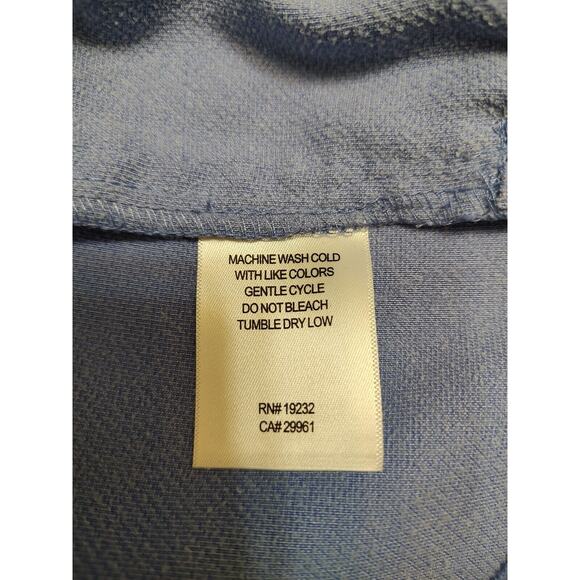 MACHINE WASH COLD
WITH LIKE COLORS
GENTLE CYCLE
DO NOT BLEACH
TUMBLE DRY LOW
RN# 19232
CA# 29961